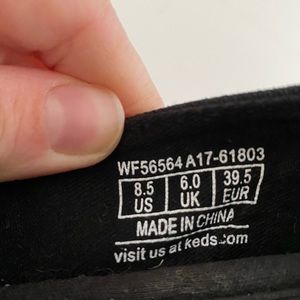 WF56564 A17-61803
8.5 6.0 39.5
US UK EUR
MADE IN CHINA
visit us at keds.com